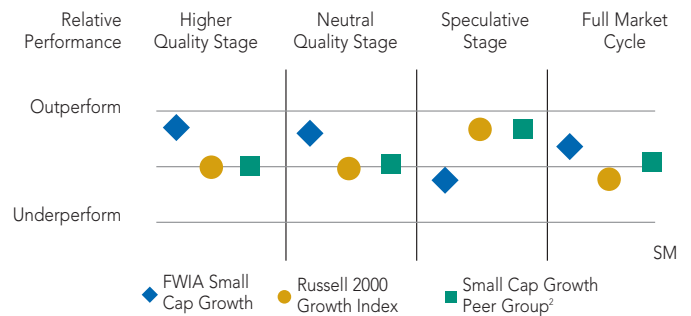 Relative
Performance
Higher
Quality Stage
Neutral
Quality Stage
Speculative
Stage
Full Market
Cycle
Outperform
Underperform
SM
FWIA Small
Cap Growth
Russell 2000
Growth Index
Small Cap Growth
Peer Group²